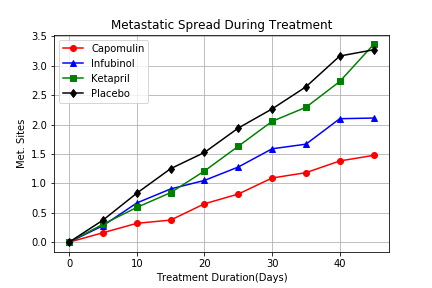 Metastatic Spread During Treatment
Capomulin
Infubinol
Ketapril
Placebo
Met. Sites
3.5
3.0
2.5
2.0
1.5
1.0
0.5
0.0
0 10 20 30 40
Treatment Duration(Days)